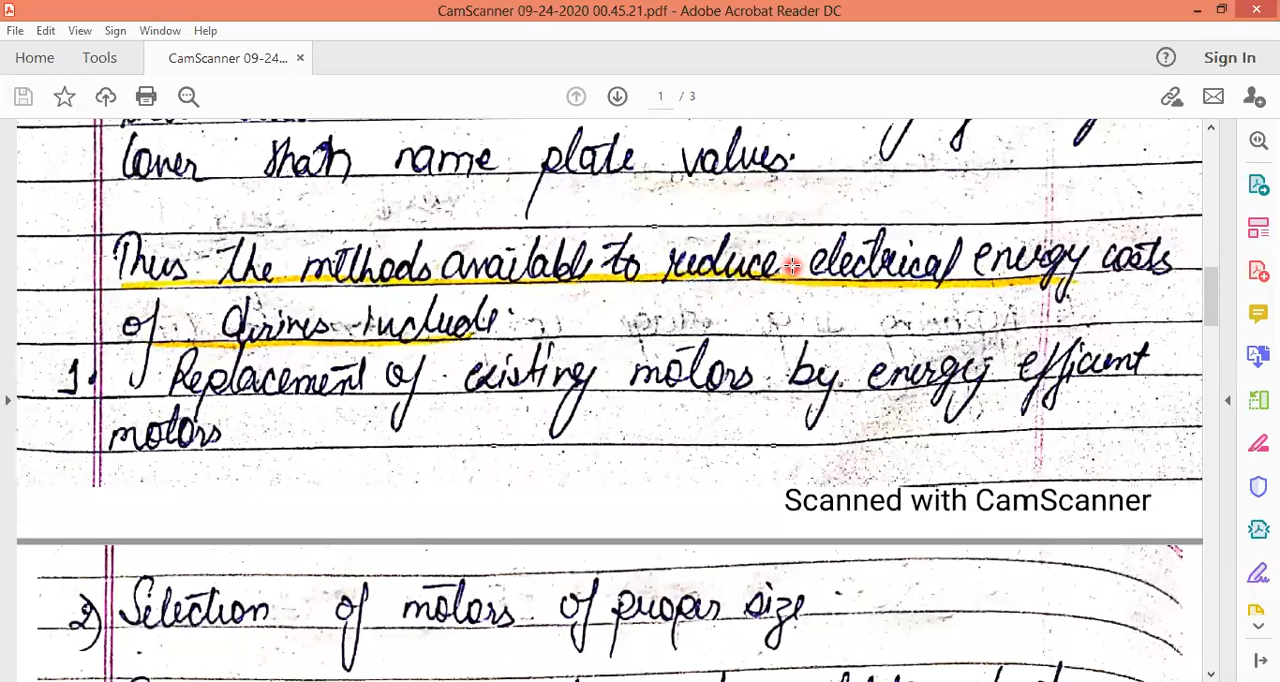 CamScanner 09-24-2020 00.45.21.pdf - Adobe Acrobat Reader DC
File Edit View Sign Window Help
Home Tools CamScanner 09-24... × ? Sign In
1 / 3
lower than name plate values.
Thus the methods available to reduce electrical energy costs
of drives include.
1. Replacement of existing motors by energy efficient
motors
Scanned with CamScanner
2) Selection of motors of proper size.